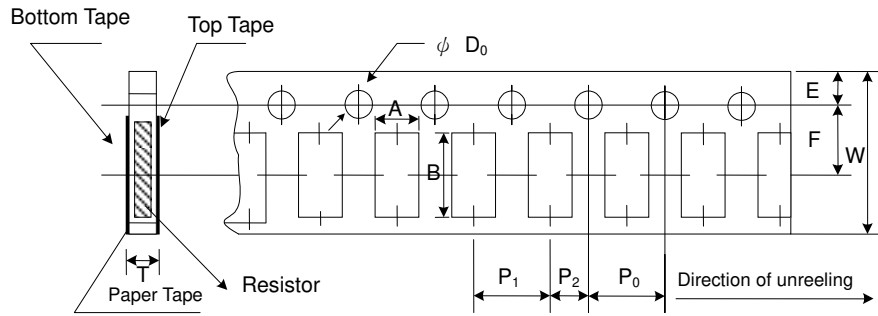 Bottom Tape
Top Tape
ϕ D₀
E
A
F
W
B
T
P₁
P₂
P₀
Direction of unreeling
Resistor
Paper Tape